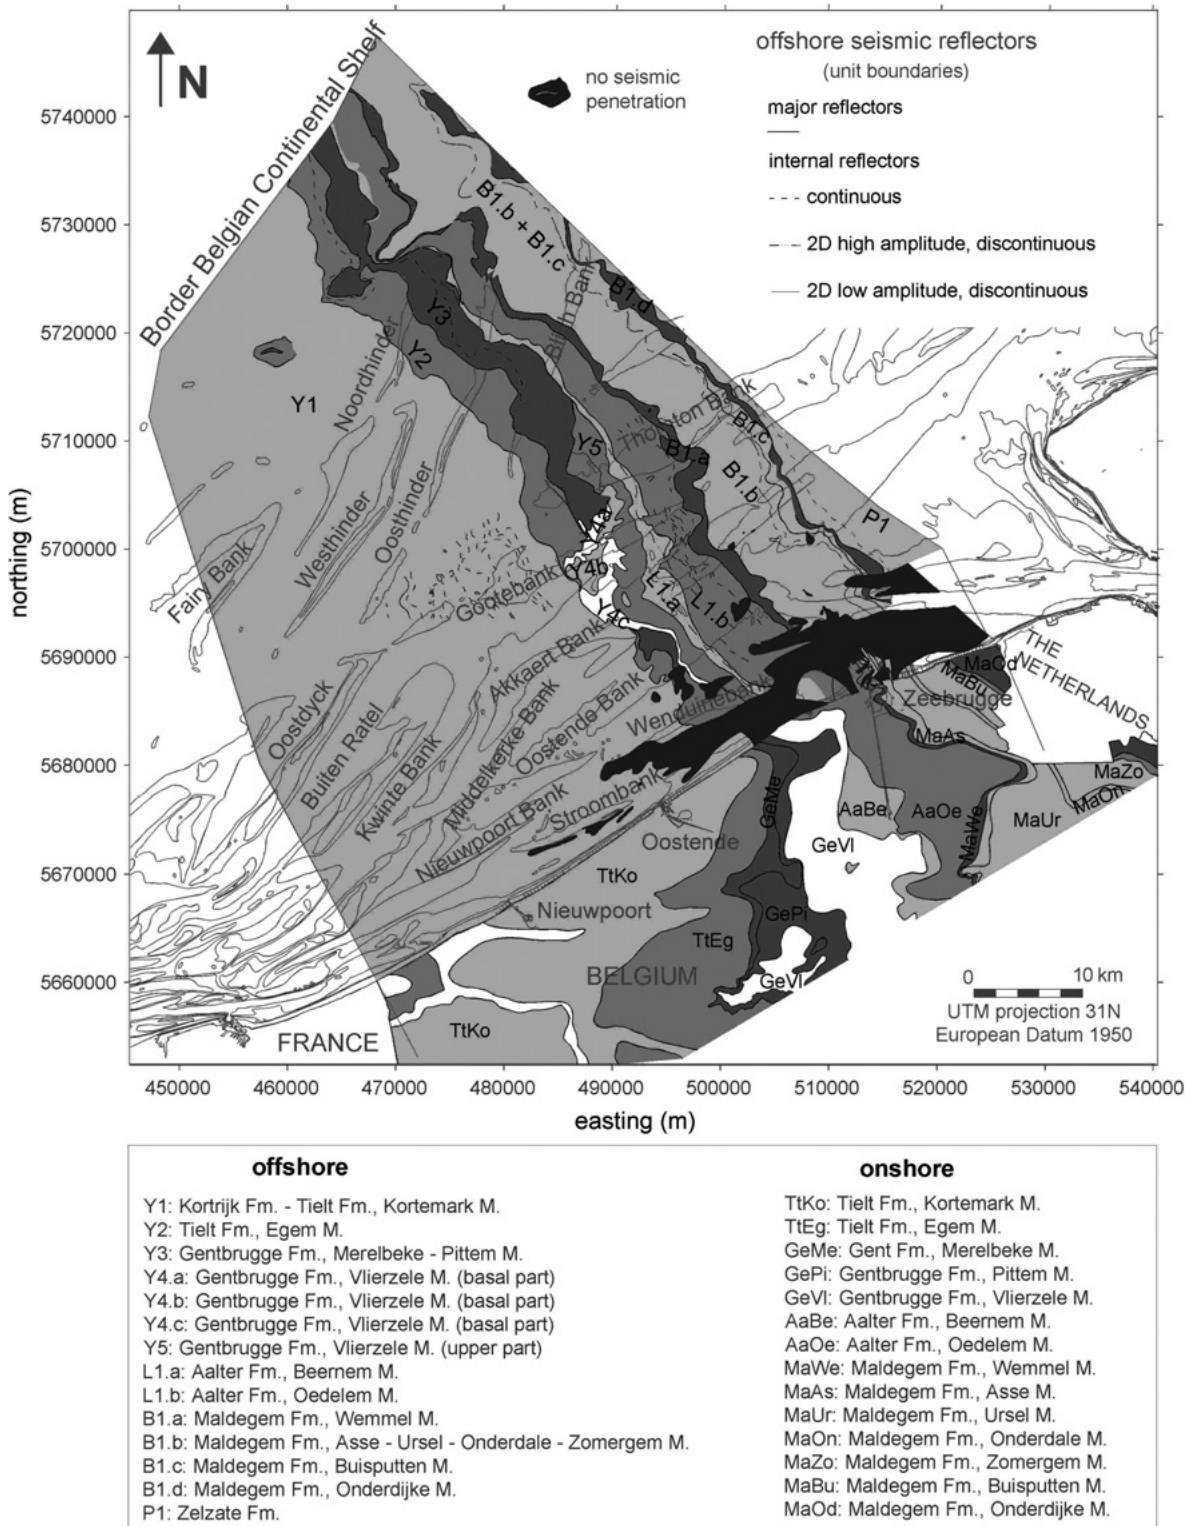 N
Border Belgian Continental Shelf
no seismic
penetration
offshore seismic reflectors
(unit boundaries)
major reflectors
internal reflectors
continuous
2D high amplitude, discontinuous
2D low amplitude, discontinuous
5740000
5730000
5720000
5710000
5700000
5690000
5680000
5670000
5660000
northing (m)
B1.b + B1.c
B1.d
Bligh Bank
Y3
Y2
Noordhinder
Y1
Thornton Bank
B1.c
Y5
B1.a
B1.b
P1
Westhinder
Oosthinder
Y4a
Fairy Bank
Gootebank
Y4b
L1.a
L1.b
Y4c
Akkaert Bank
THE
NETHERLANDS
MaOd
MaBu
Zeebrugge
Wenduinebank
Oostdyck
Buiten Ratel
Kwinte Bank
Middelkerke Bank
Oostende Bank
MaAs
Nieuwpoort Bank
Stroombank
GeMe
MaZo
MaOn
AaBe
AaOe
MaWe
MaUr
Oostende
GeVl
TtKo
Nieuwpoort
GePi
TtEg
BELGIUM
GeVl
FRANCE
TtKo
0
10 km
UTM projection 31N
European Datum 1950
450000
460000
470000
480000
490000
500000
510000
520000
530000
540000
easting (m)
offshore
Y1: Kortrijk Fm. - Tielt Fm., Kortemark M.
Y2: Tielt Fm., Egem M.
Y3: Gentbrugge Fm., Merelbeke - Pittem M.
Y4.a: Gentbrugge Fm., Vlierzele M. (basal part)
Y4.b: Gentbrugge Fm., Vlierzele M. (basal part)
Y4.c: Gentbrugge Fm., Vlierzele M. (basal part)
Y5: Gentbrugge Fm., Vlierzele M. (upper part)
L1.a: Aalter Fm., Beernem M.
L1.b: Aalter Fm., Oedelem M.
B1.a: Maldegem Fm., Wemmel M.
B1.b: Maldegem Fm., Asse - Ursel - Onderdale - Zomergem M.
B1.c: Maldegem Fm., Buisputten M.
B1.d: Maldegem Fm., Onderdijke M.
P1: Zelzate Fm.
onshore
TtKo: Tielt Fm., Kortemark M.
TtEg: Tielt Fm., Egem M.
GeMe: Gent Fm., Merelbeke M.
GePi: Gentbrugge Fm., Pittem M.
GeVl: Gentbrugge Fm., Vlierzele M.
AaBe: Aalter Fm., Beernem M.
AaOe: Aalter Fm., Oedelem M.
MaWe: Maldegem Fm., Wemmel M.
MaAs: Maldegem Fm., Asse M.
MaUr: Maldegem Fm., Ursel M.
MaOn: Maldegem Fm., Onderdale M.
MaZo: Maldegem Fm., Zomergem M.
MaBu: Maldegem Fm., Buisputten M.
MaOd: Maldegem Fm., Onderdijke M.